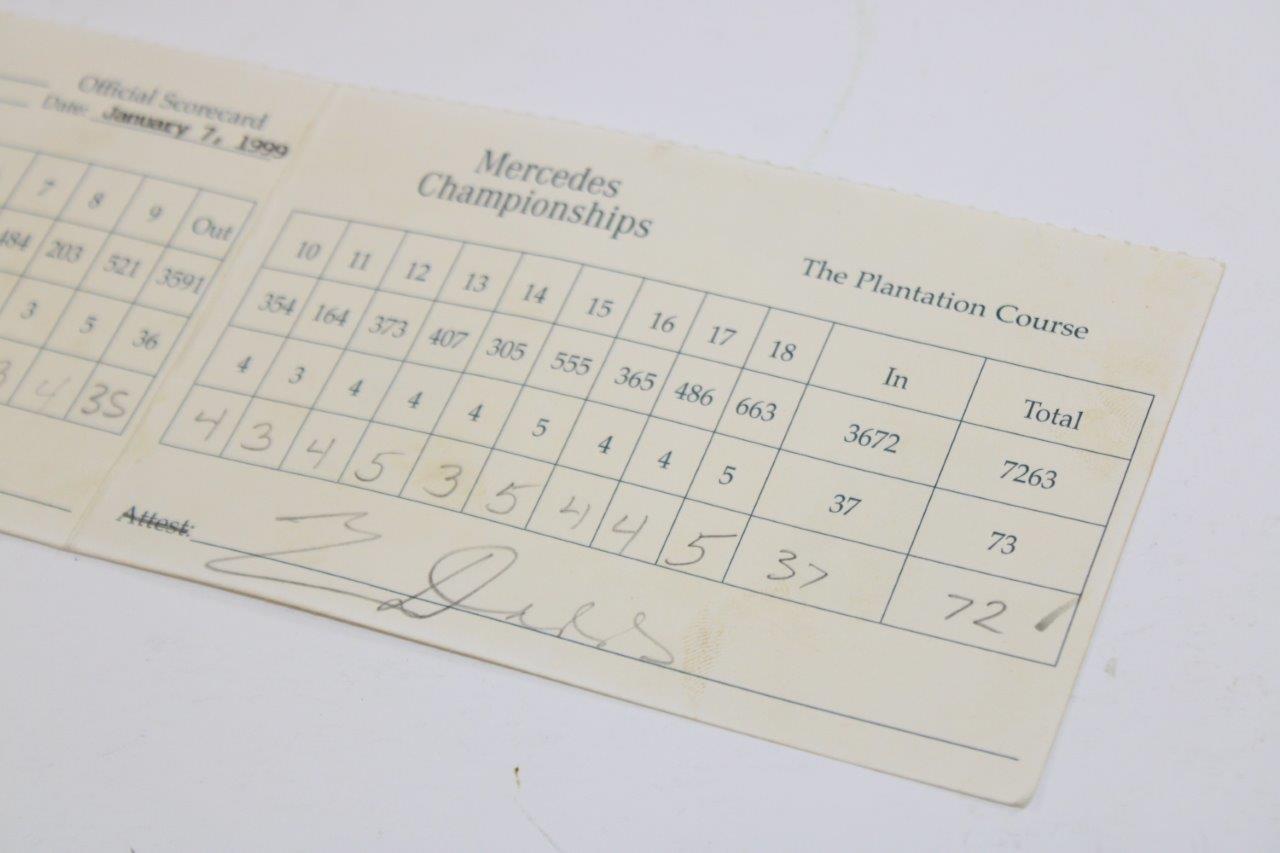 Official Scorecard
Date: January 7, 1999
7 8 9 Out
484 203 521 3591
3 5 36
3 4 35
Mercedes
Championships
The Plantation Course
10 11 12 13 14 15 16 17 18 In Total
354 164 373 407 305 555 365 486 663 3672 7263
4 3 4 4 4 5 4 4 5 37 73
4 3 4 5 3 5 4 4 5 37 72
Attest: